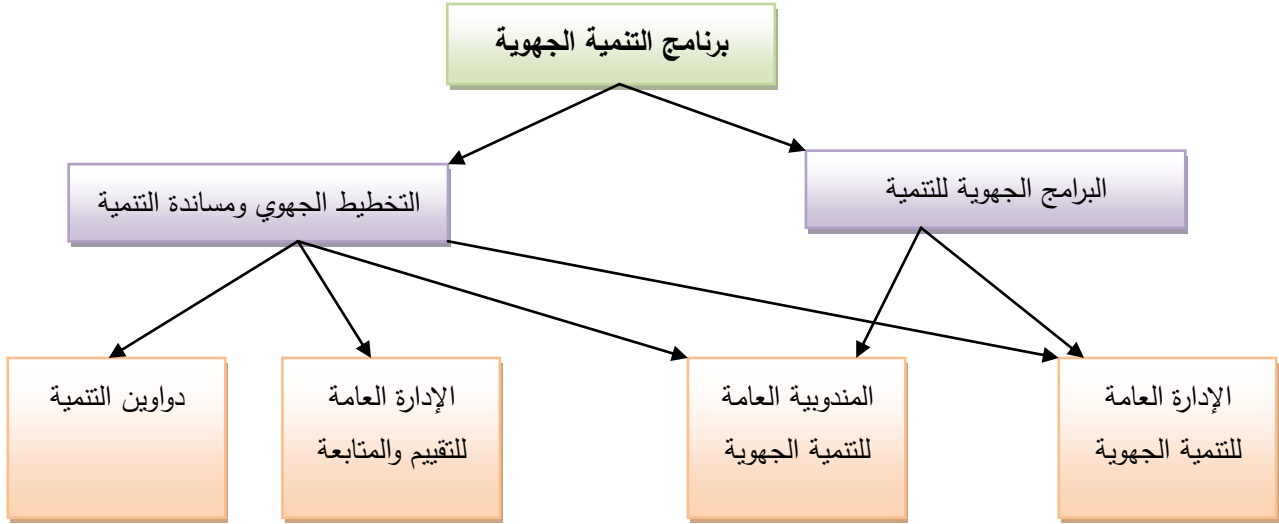 برنامج التنمية الجهوية
البرامج الجهوية للتنمية
التخطيط الجهوي ومساندة التنمية
الإدارة العامة
للتنمية الجهوية
المندوبية العامة
للتنمية الجهوية
الإدارة العامة
للتقييم والمتابعة
دواوين التنمية